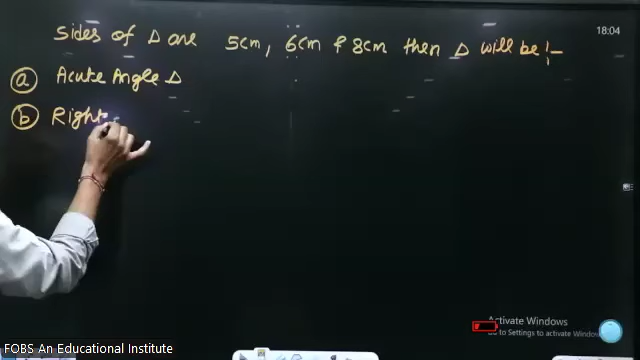 18:04
Sides of Δ are 5cm, 6cm & 8cm then Δ will be :-
ⓐ Acute Angle Δ
ⓑ Right
Activate Windows
Go to Settings to activate Windows
FOBS An Educational Institute